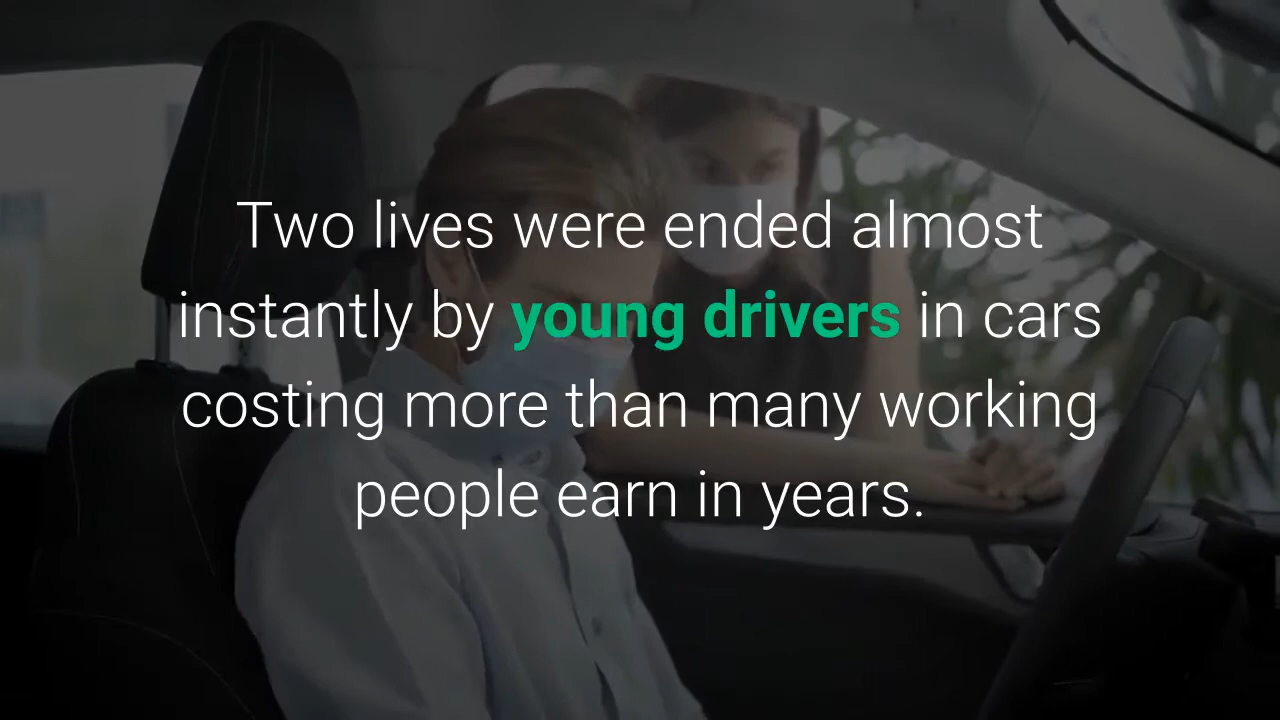 Two lives were ended almost
instantly by young drivers in cars
costing more than many working
people earn in years.